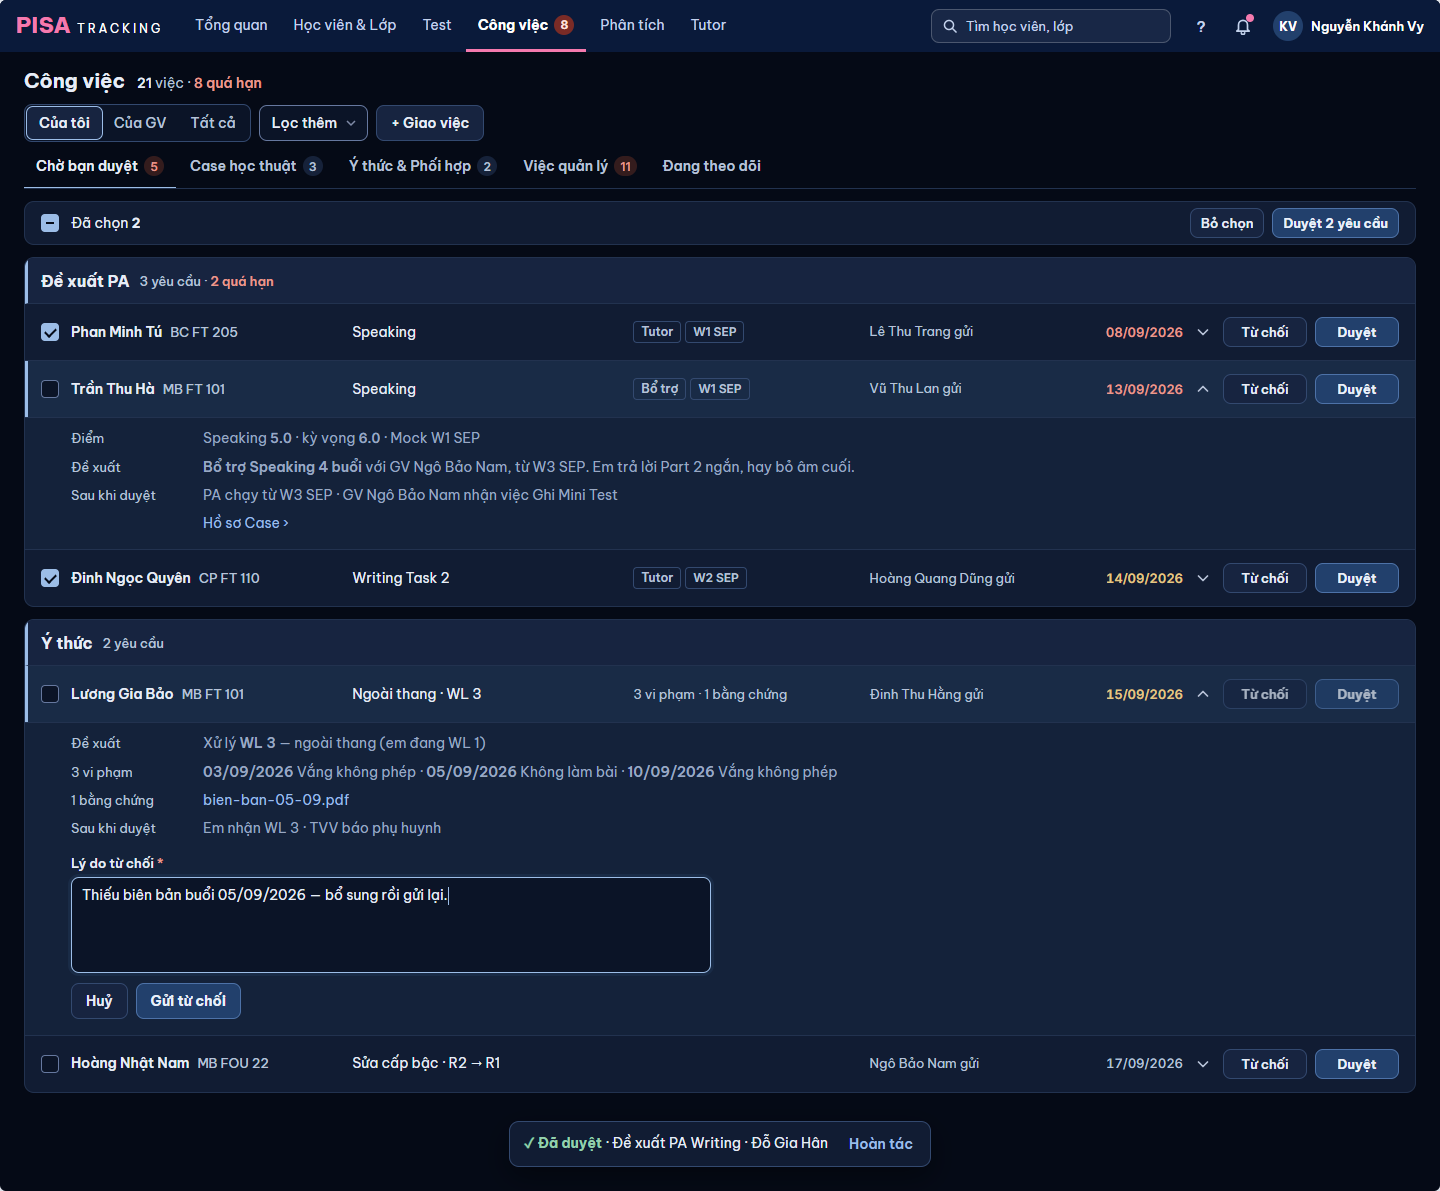 PISA TRACKING Tổng quan Học viên & Lớp Test Công việc 8 Phân tích Tutor Tìm học viên, lớp ? KV Nguyễn Khánh Vy
Công việc 21 việc · 8 quá hạn
Của tôi Của GV Tất cả Lọc thêm + Giao việc
Chờ bạn duyệt 5 Case học thuật 3 Ý thức & Phối hợp 2 Việc quản lý 11 Đang theo dõi
Đã chọn 2 Bỏ chọn Duyệt 2 yêu cầu
Đề xuất PA 3 yêu cầu · 2 quá hạn
Phan Minh Tú BC FT 205 Speaking Tutor W1 SEP Lê Thu Trang gửi 08/09/2026 Từ chối Duyệt
Trần Thu Hà MB FT 101 Speaking Bổ trợ W1 SEP Vũ Thu Lan gửi 13/09/2026 Từ chối Duyệt
Điểm Speaking 5.0 · kỳ vọng 6.0 · Mock W1 SEP
Đề xuất Bổ trợ Speaking 4 buổi với GV Ngô Bảo Nam, từ W3 SEP. Em trả lời Part 2 ngắn, hay bỏ âm cuối.
Sau khi duyệt PA chạy từ W3 SEP · GV Ngô Bảo Nam nhận việc Ghi Mini Test
Hồ sơ Case ›
Đinh Ngọc Quyên CP FT 110 Writing Task 2 Tutor W2 SEP Hoàng Quang Dũng gửi 14/09/2026 Từ chối Duyệt
Ý thức 2 yêu cầu
Lương Gia Bảo MB FT 101 Ngoài thang · WL 3 3 vi phạm · 1 bằng chứng Đinh Thu Hằng gửi 15/09/2026 Từ chối Duyệt
Đề xuất Xử lý WL 3 — ngoài thang (em đang WL 1)
3 vi phạm 03/09/2026 Vắng không phép · 05/09/2026 Không làm bài · 10/09/2026 Vắng không phép
1 bằng chứng bien-ban-05-09.pdf
Sau khi duyệt Em nhận WL 3 · TVV báo phụ huynh
Lý do từ chối *
Thiếu biên bản buổi 05/09/2026 — bổ sung rồi gửi lại.
Huỷ Gửi từ chối
Hoàng Nhật Nam MB FOU 22 Sửa cấp bậc · R2 → R1 Ngô Bảo Nam gửi 17/09/2026 Từ chối Duyệt
✓ Đã duyệt · Đề xuất PA Writing · Đỗ Gia Hân Hoàn tác